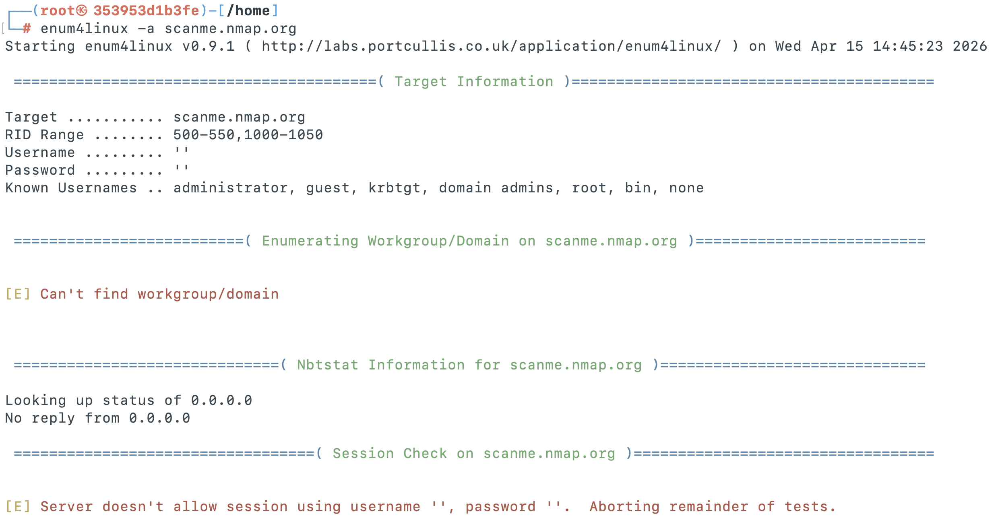 ┌──(root㉿353953d1b3fe)-[/home]
└─# enum4linux -a scanme.nmap.org
Starting enum4linux v0.9.1 ( http://labs.portcullis.co.uk/application/enum4linux/ ) on Wed Apr 15 14:45:23 2026
=========================================( Target Information )=========================================
Target ........... scanme.nmap.org
RID Range ........ 500-550,1000-1050
Username ......... ''
Password ......... ''
Known Usernames .. administrator, guest, krbtgt, domain admins, root, bin, none
==========================( Enumerating Workgroup/Domain on scanme.nmap.org )==========================
[E] Can't find workgroup/domain
==============================( Nbtstat Information for scanme.nmap.org )==============================
Looking up status of 0.0.0.0
No reply from 0.0.0.0
==================================( Session Check on scanme.nmap.org )==================================
[E] Server doesn't allow session using username '', password ''.  Aborting remainder of tests.